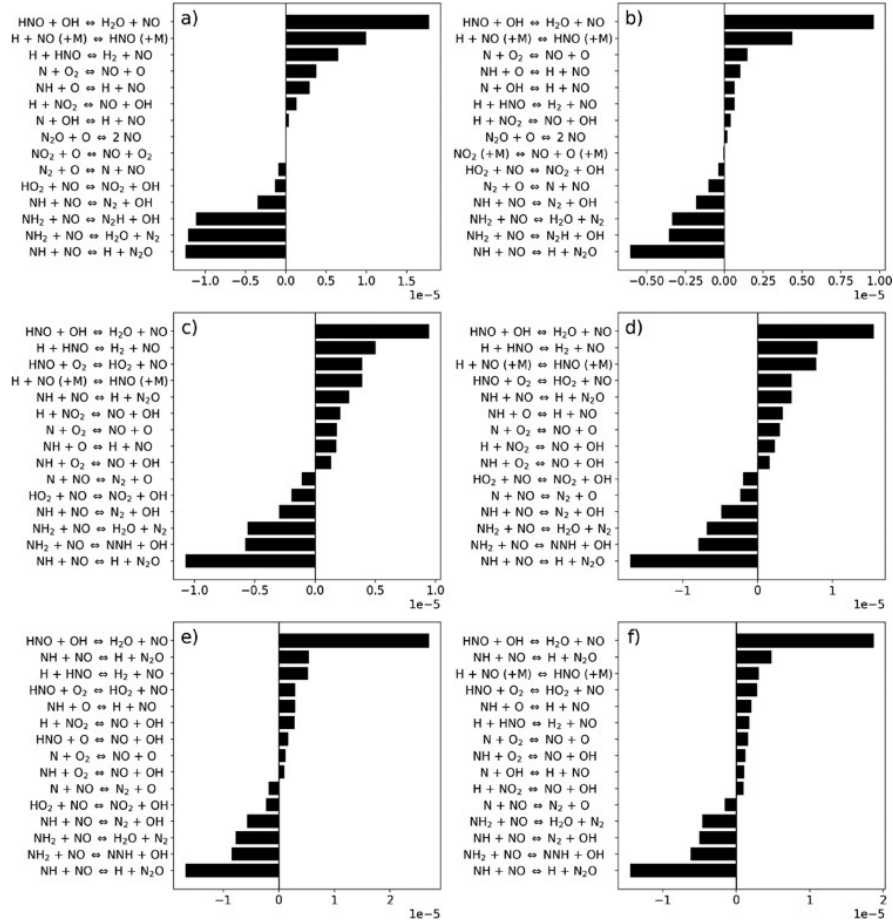 a)
HNO + OH ⇔ H₂O + NO
H + NO (+M) ⇔ HNO (+M)
H + HNO ⇔ H₂ + NO
N + O₂ ⇔ NO + O
NH + O ⇔ H + NO
H + NO₂ ⇔ NO + OH
N + OH ⇔ H + NO
N₂O + O ⇔ 2 NO
NO₂ + O ⇔ NO + O₂
N₂ + O ⇔ N + NO
HO₂ + NO ⇔ NO₂ + OH
NH + NO ⇔ N₂ + OH
NH₂ + NO ⇔ N₂H + OH
NH₂ + NO ⇔ H₂O + N₂
NH + NO ⇔ H + N₂O
−1.0 −0.5 0.0 0.5 1.0 1.5
1e−5
b)
HNO + OH ⇔ H₂O + NO
H + NO (+M) ⇔ HNO (+M)
N + O₂ ⇔ NO + O
NH + O ⇔ H + NO
N + OH ⇔ H + NO
H + HNO ⇔ H₂ + NO
H + NO₂ ⇔ NO + OH
N₂O + O ⇔ 2 NO
NO₂ (+M) ⇔ NO + O (+M)
HO₂ + NO ⇔ NO₂ + OH
N₂ + O ⇔ N + NO
NH + NO ⇔ N₂ + OH
NH₂ + NO ⇔ H₂O + N₂
NH₂ + NO ⇔ N₂H + OH
NH + NO ⇔ H + N₂O
−0.50 −0.25 0.00 0.25 0.50 0.75 1.00
1e−5
c)
HNO + OH ⇔ H₂O + NO
H + HNO ⇔ H₂ + NO
HNO + O₂ ⇔ HO₂ + NO
H + NO (+M) ⇔ HNO (+M)
NH + NO ⇔ H + N₂O
H + NO₂ ⇔ NO + OH
N + O₂ ⇔ NO + O
NH + O ⇔ H + NO
NH + O₂ ⇔ NO + OH
N + NO ⇔ N₂ + O
HO₂ + NO ⇔ NO₂ + OH
NH + NO ⇔ N₂ + OH
NH₂ + NO ⇔ H₂O + N₂
NH₂ + NO ⇔ NNH + OH
NH + NO ⇔ H + N₂O
−1.0 −0.5 0.0 0.5 1.0
1e−5
d)
HNO + OH ⇔ H₂O + NO
H + HNO ⇔ H₂ + NO
H + NO (+M) ⇔ HNO (+M)
HNO + O₂ ⇔ HO₂ + NO
NH + NO ⇔ H + N₂O
NH + O ⇔ H + NO
N + O₂ ⇔ NO + O
H + NO₂ ⇔ NO + OH
NH + O₂ ⇔ NO + OH
HO₂ + NO ⇔ NO₂ + OH
N + NO ⇔ N₂ + O
NH + NO ⇔ N₂ + OH
NH₂ + NO ⇔ H₂O + N₂
NH₂ + NO ⇔ NNH + OH
NH + NO ⇔ H + N₂O
−1 0 1
1e−5
e)
HNO + OH ⇔ H₂O + NO
NH + NO ⇔ H + N₂O
H + HNO ⇔ H₂ + NO
HNO + O₂ ⇔ HO₂ + NO
NH + O ⇔ H + NO
H + NO₂ ⇔ NO + OH
HNO + O ⇔ NO + OH
N + O₂ ⇔ NO + O
NH + O₂ ⇔ NO + OH
N + NO ⇔ N₂ + O
HO₂ + NO ⇔ NO₂ + OH
NH + NO ⇔ N₂ + OH
NH₂ + NO ⇔ H₂O + N₂
NH₂ + NO ⇔ NNH + OH
NH + NO ⇔ H + N₂O
−1 0 1 2
1e−5
f)
HNO + OH ⇔ H₂O + NO
NH + NO ⇔ H + N₂O
H + NO (+M) ⇔ HNO (+M)
HNO + O₂ ⇔ HO₂ + NO
NH + O ⇔ H + NO
H + HNO ⇔ H₂ + NO
N + O₂ ⇔ NO + O
NH + O₂ ⇔ NO + OH
N + OH ⇔ H + NO
H + NO₂ ⇔ NO + OH
N + NO ⇔ N₂ + O
NH₂ + NO ⇔ H₂O + N₂
NH + NO ⇔ N₂ + OH
NH₂ + NO ⇔ NNH + OH
NH + NO ⇔ H + N₂O
−1 0 1 2
1e−5